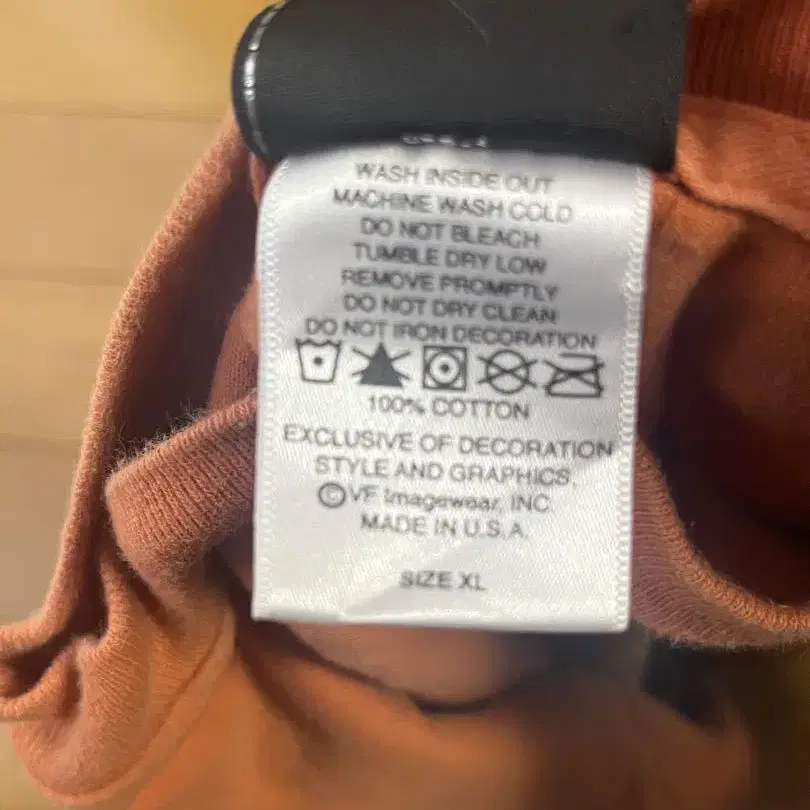 WASH INSIDE OUT
MACHINE WASH COLD
DO NOT BLEACH
TUMBLE DRY LOW
REMOVE PROMPTLY
DO NOT DRY CLEAN
DO NOT IRON DECORATION
100% COTTON
EXCLUSIVE OF DECORATION
STYLE AND GRAPHICS,
©VF Imagewear, INC.
MADE IN U.S.A.
SIZE XL